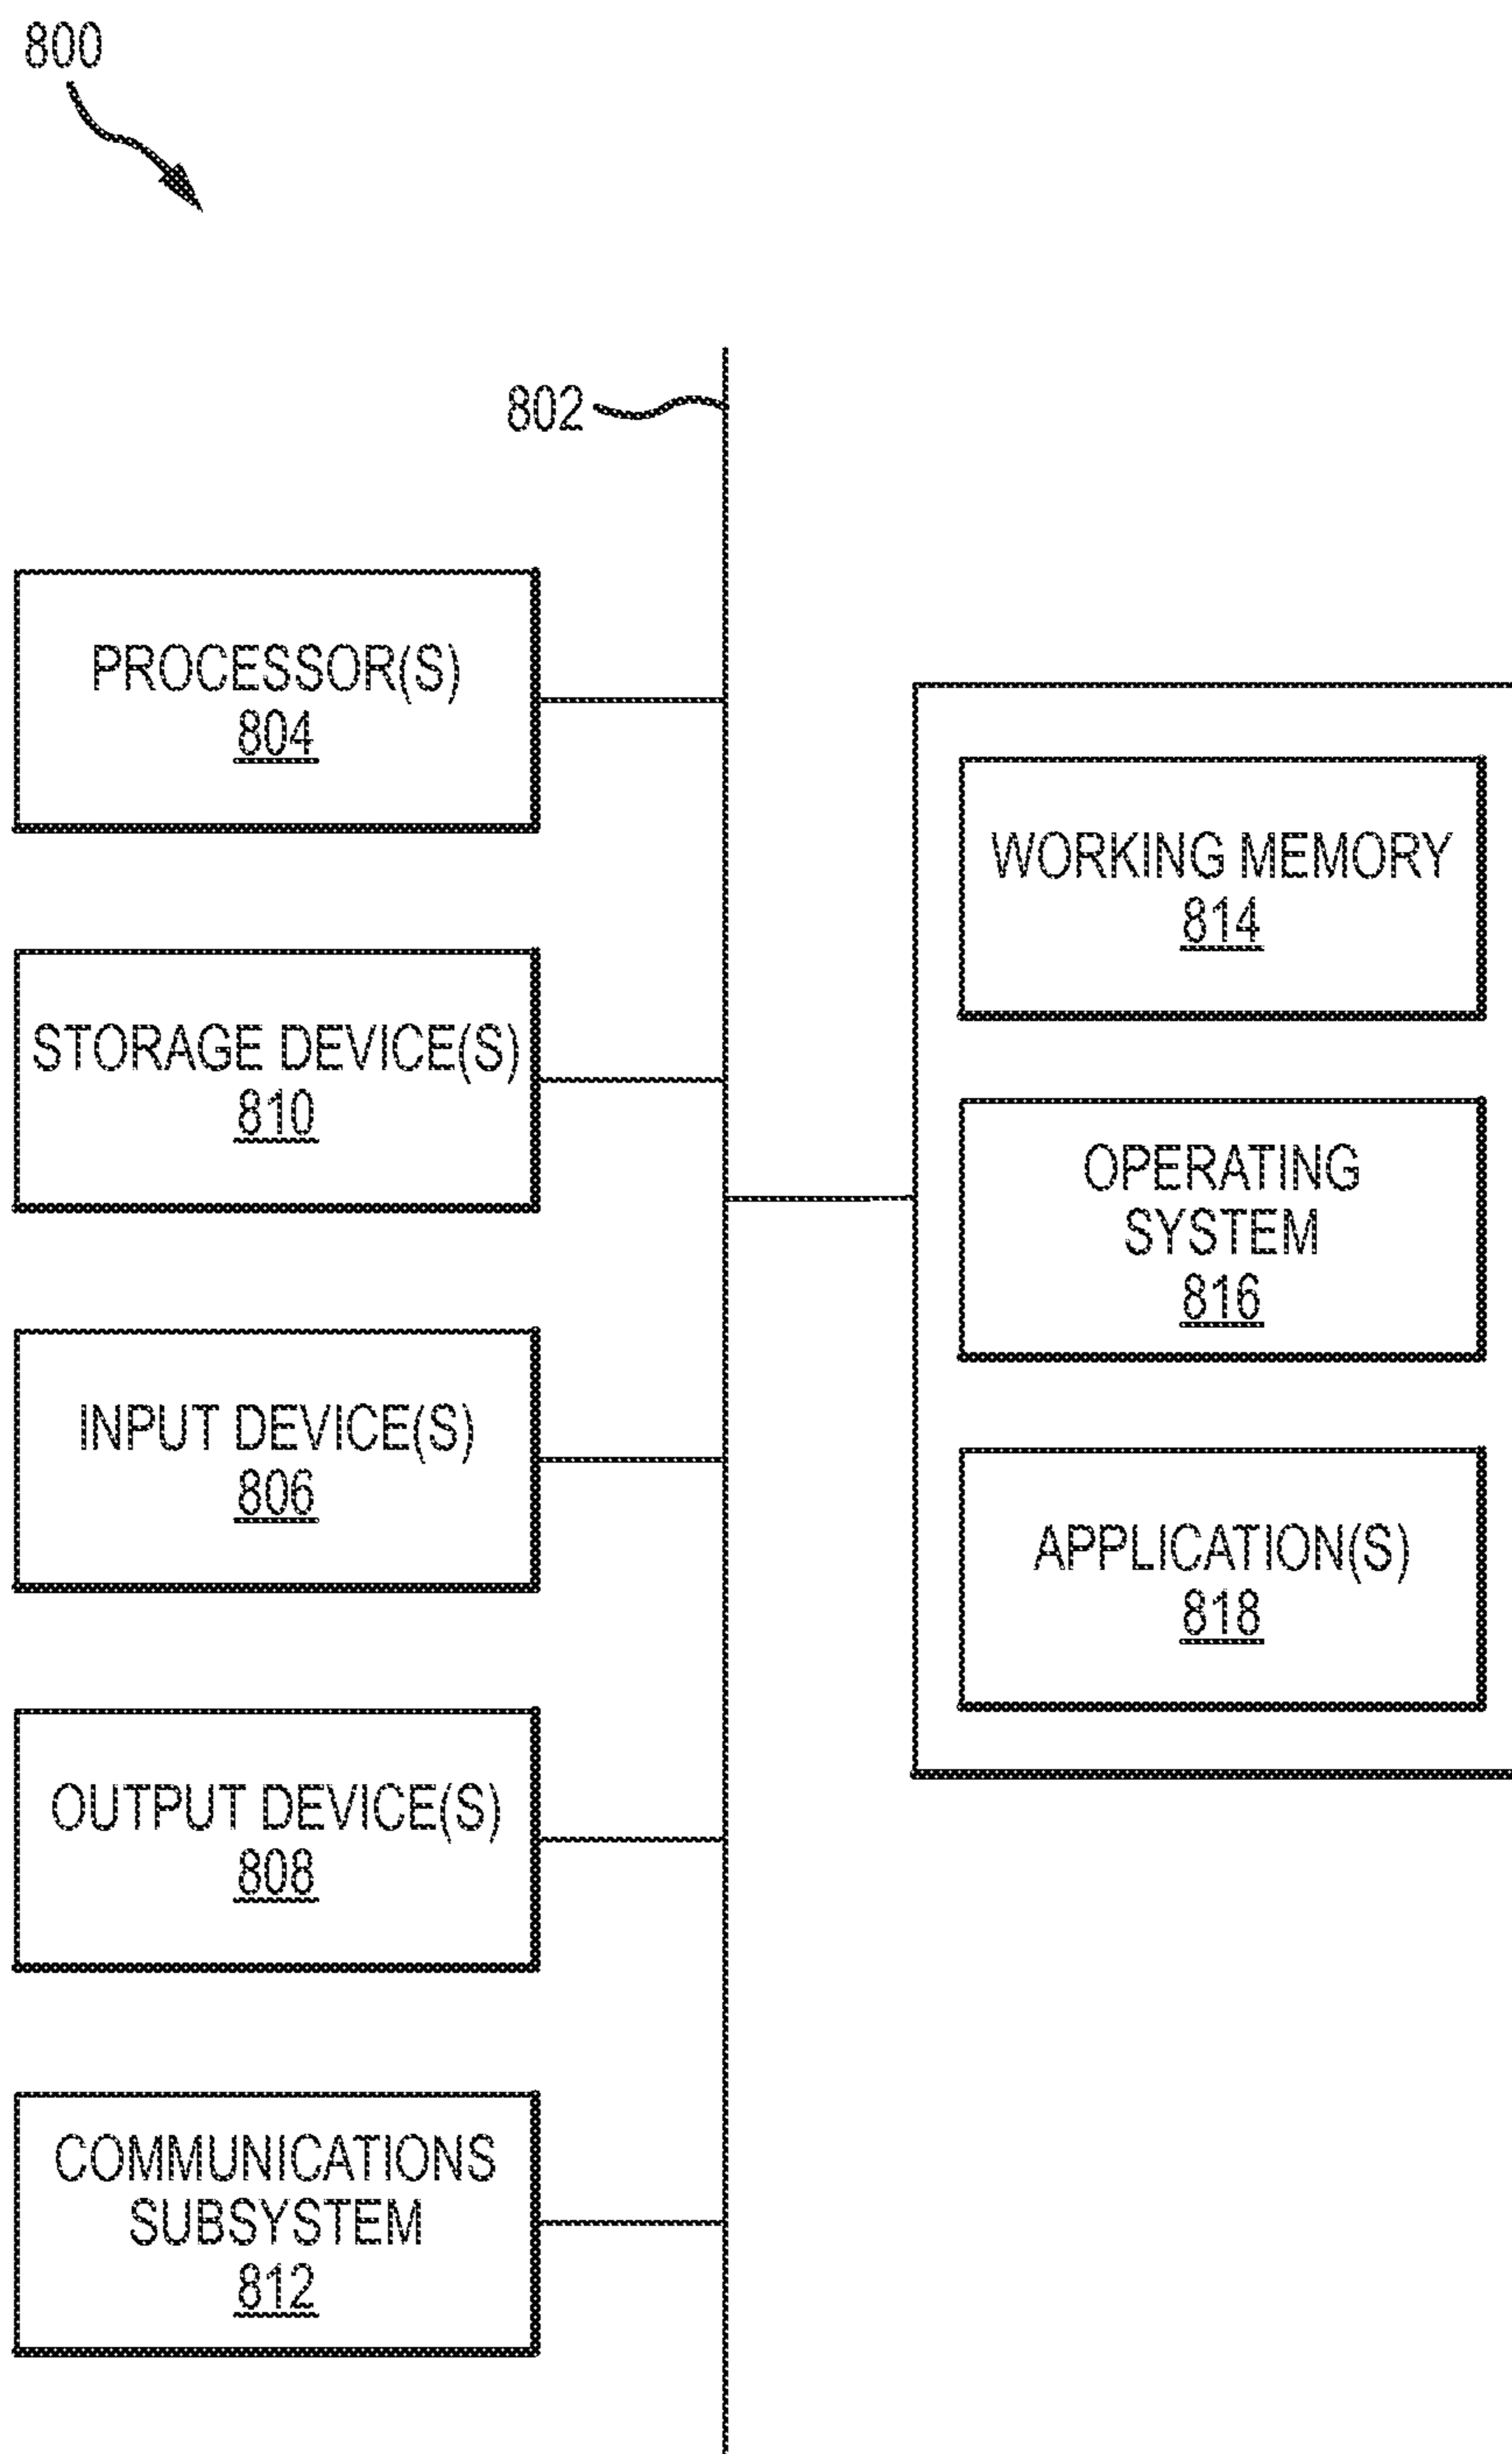 800
802
PROCESSOR(S)
804
STORAGE DEVICE(S)
810
INPUT DEVICE(S)
806
OUTPUT DEVICE(S)
808
COMMUNICATIONS
SUBSYSTEM
812
WORKING MEMORY
814
OPERATING
SYSTEM
816
APPLICATION(S)
818